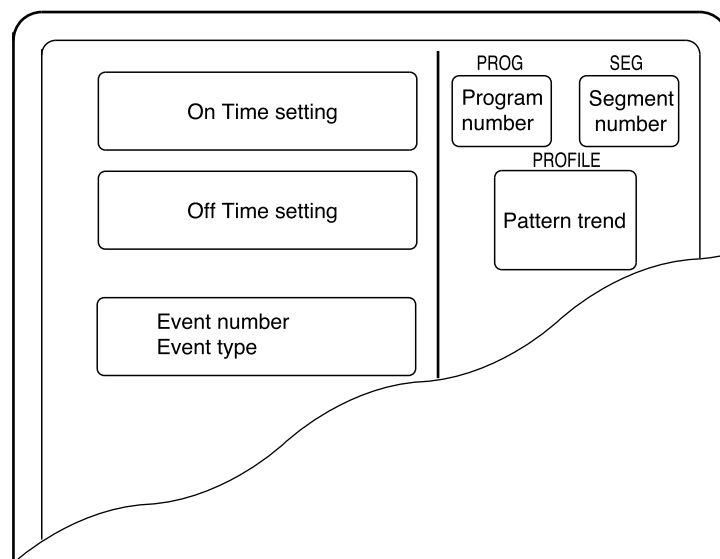 On Time setting
Off Time setting
Event number
Event type
PROG
SEG
Program
number
Segment
number
PROFILE
Pattern trend